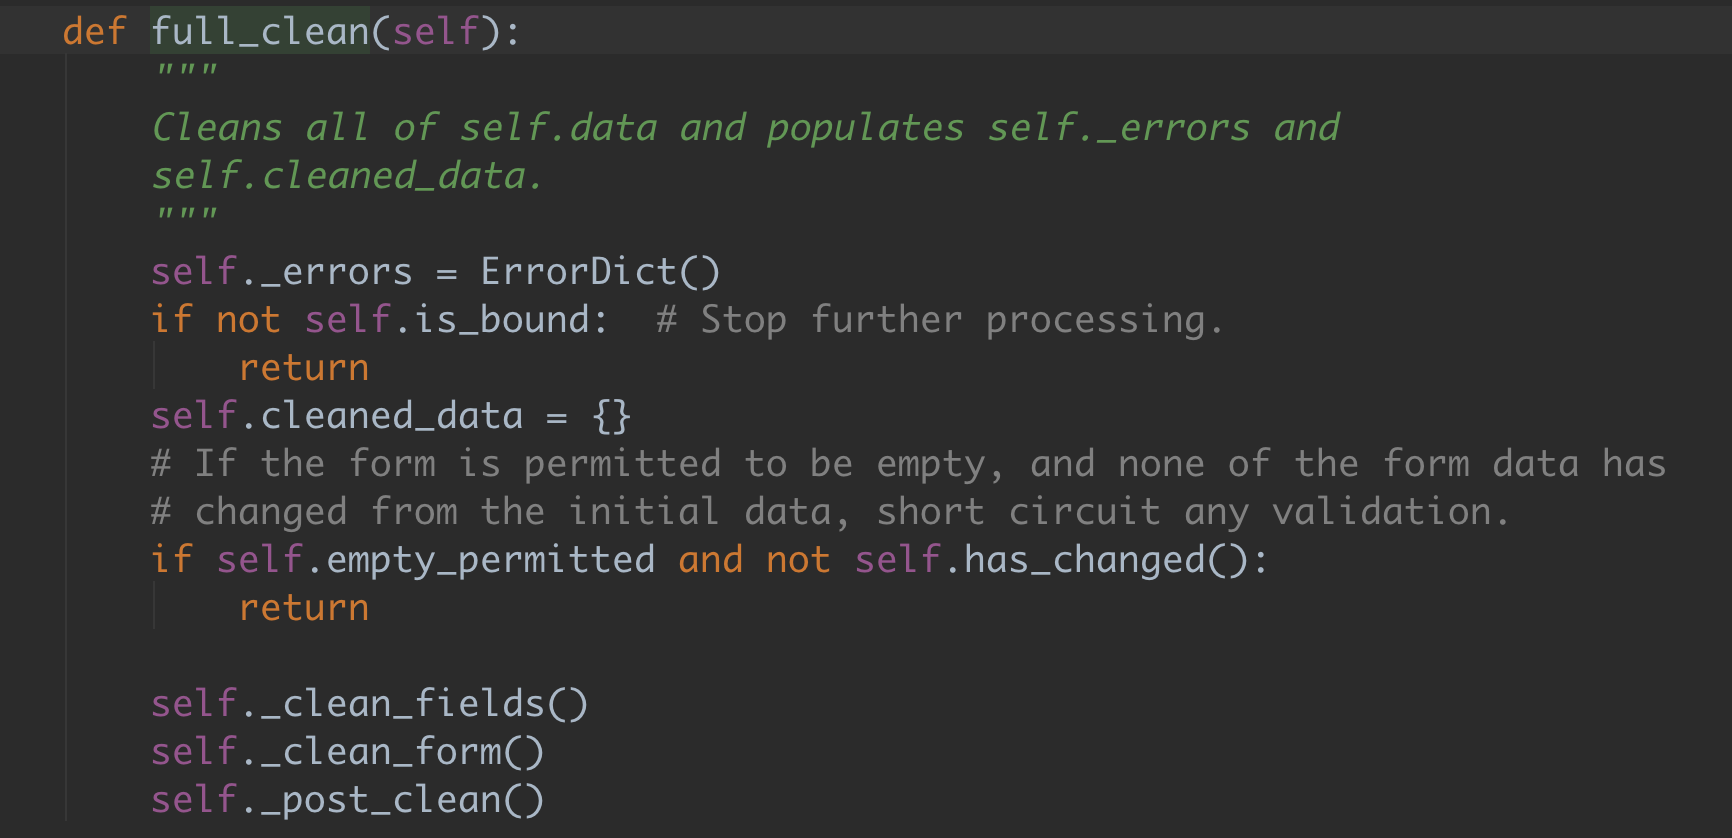 def full_clean(self):
    """
    Cleans all of self.data and populates self._errors and
    self.cleaned_data.
    """
    self._errors = ErrorDict()
    if not self.is_bound:  # Stop further processing.
        return
    self.cleaned_data = {}
    # If the form is permitted to be empty, and none of the form data has
    # changed from the initial data, short circuit any validation.
    if self.empty_permitted and not self.has_changed():
        return

    self._clean_fields()
    self._clean_form()
    self._post_clean()